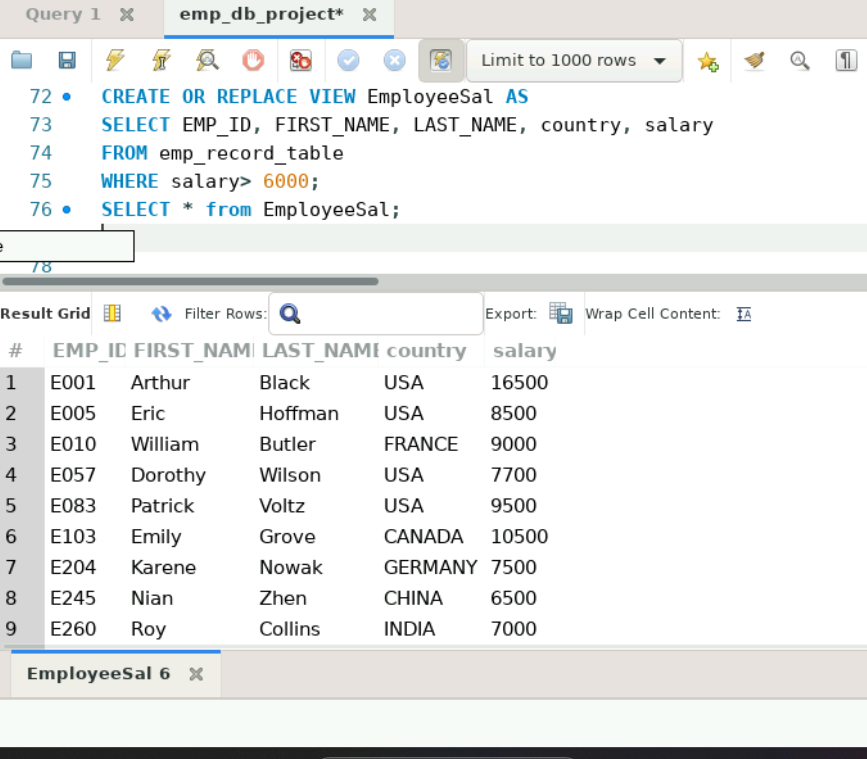 Query 1 emp_db_project*
Limit to 1000 rows
72 CREATE OR REPLACE VIEW EmployeeSal AS
73 SELECT EMP_ID, FIRST_NAME, LAST_NAME, country, salary
74 FROM emp_record_table
75 WHERE salary> 6000;
76 SELECT * from EmployeeSal;
e
78
Result Grid Filter Rows: Export: Wrap Cell Content: IA
# EMP_ID FIRST_NAM LAST_NAME country salary
1 E001 Arthur Black USA 16500
2 E005 Eric Hoffman USA 8500
3 E010 William Butler FRANCE 9000
4 E057 Dorothy Wilson USA 7700
5 E083 Patrick Voltz USA 9500
6 E103 Emily Grove CANADA 10500
7 E204 Karene Nowak GERMANY 7500
8 E245 Nian Zhen CHINA 6500
9 E260 Roy Collins INDIA 7000
EmployeeSal 6